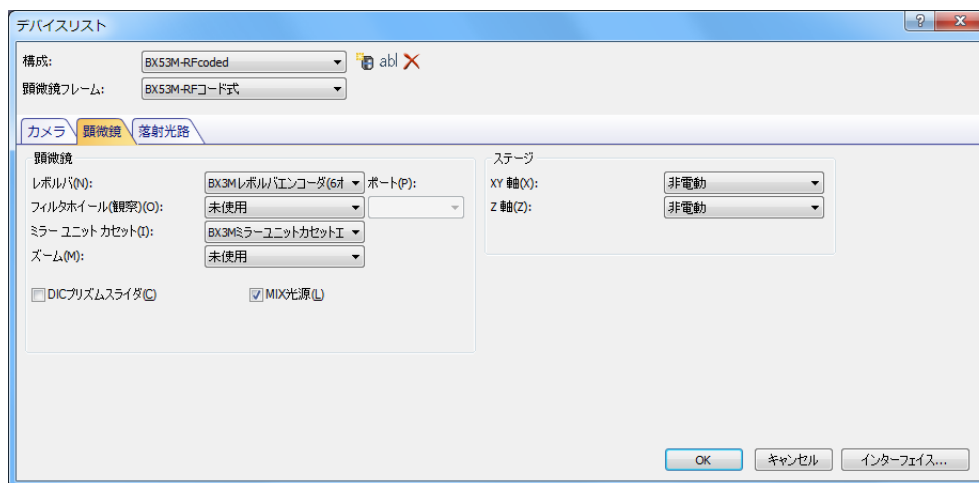 デバイスリスト
構成:
BX53M-RFcoded
abl
顕微鏡フレーム:
BX53M-RFコード式
カメラ 顕微鏡 落射光路
顕微鏡
レボルバ(N):
BX3Mレボルバエンコーダ(6オ
ポート(P):
フィルタホイール(観察)(O):
未使用
ミラー ユニット カセット(I):
BX3Mミラーユニットカセットエ
ズーム(M):
未使用
DICプリズムスライダ(C)
MIX光源(L)
ステージ
XY 軸(X):
非電動
Z 軸(Z):
非電動
OK キャンセル インターフェイス...